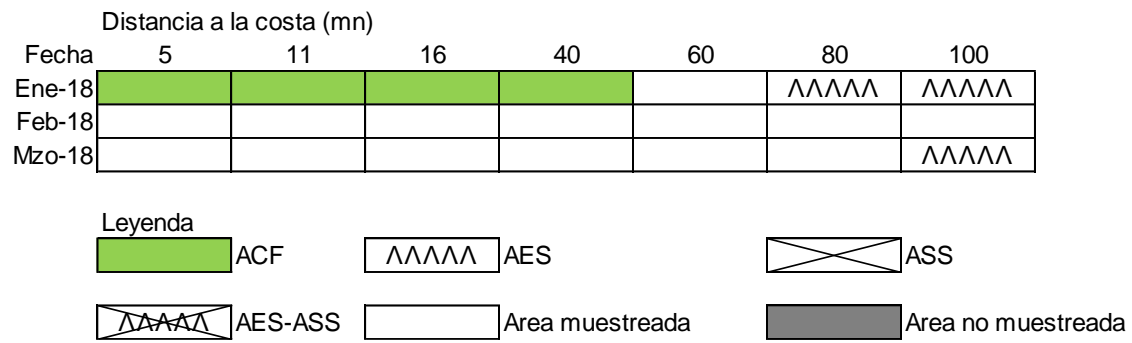 Distancia a la costa (mn)
Fecha 5 11 16 40 60 80 100
Ene-18 ΛΛΛΛΛ ΛΛΛΛΛ
Feb-18
Mzo-18 ΛΛΛΛΛ
Leyenda
ACF ΛΛΛΛΛ AES ASS
ΛΛΛΛΛ AES-ASS Area muestreada Area no muestreada